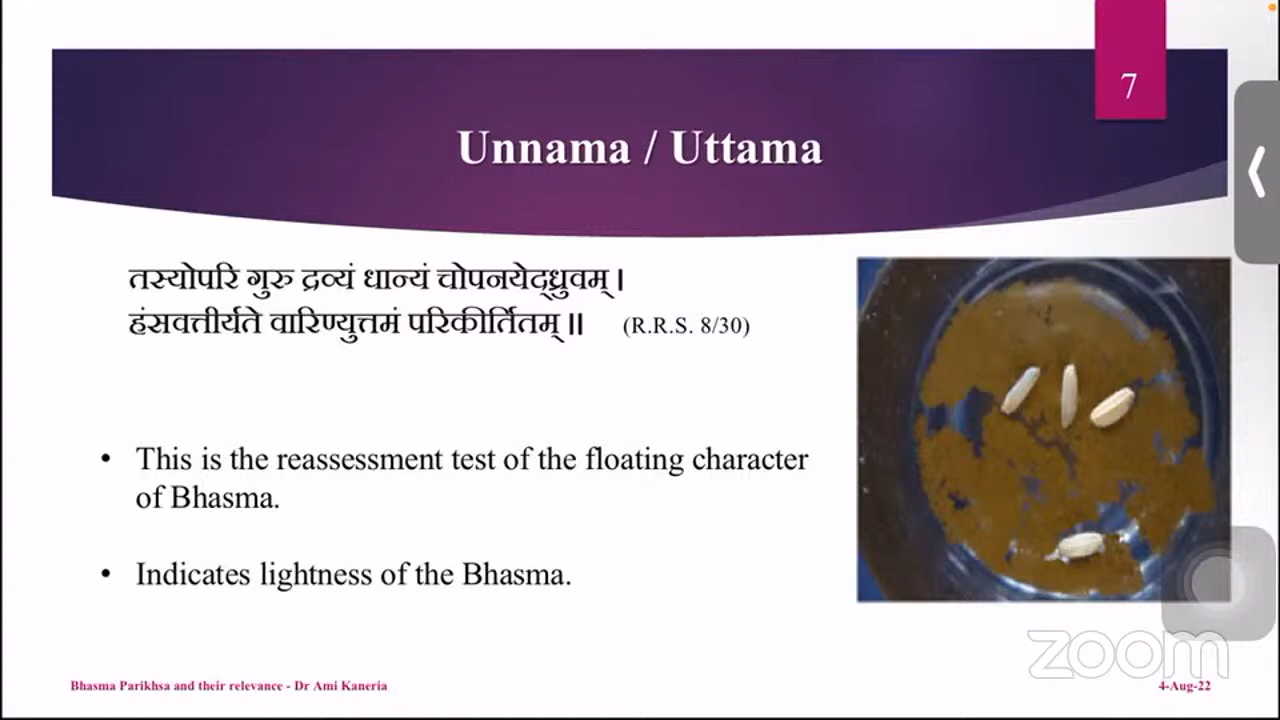 7
Unnama / Uttama
तस्योपरि गुरु द्रव्यं धान्यं चोपनयेद्ध्रुवम् ।
हंसवत्तीर्यते वारिण्युत्तमं परिकीर्तितम् ॥ (R.R.S. 8/30)
• This is the reassessment test of the floating character
of Bhasma.
• Indicates lightness of the Bhasma.
zoom
Bhasma Parikhsa and their relevance - Dr Ami Kaneria
4-Aug-22